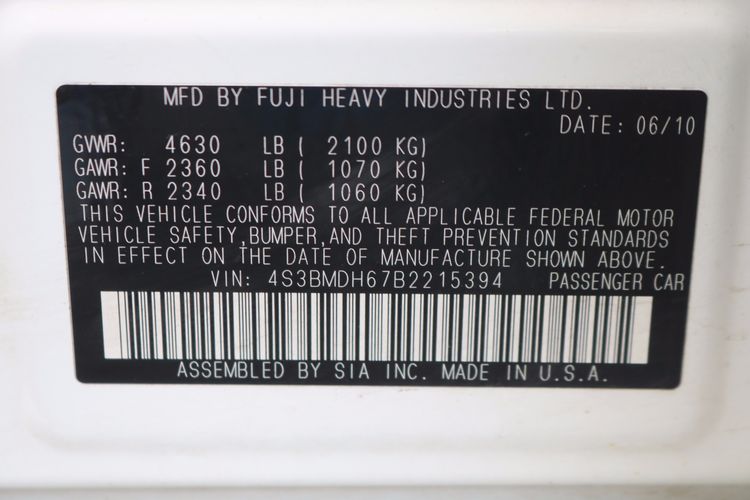 MFD BY FUJI HEAVY INDUSTRIES LTD.
DATE: 06/10
GVWR: 4630 LB ( 2100 KG)
GAWR: F 2360 LB ( 1070 KG)
GAWR: R 2340 LB ( 1060 KG)
THIS VEHICLE CONFORMS TO ALL APPLICABLE FEDERAL MOTOR
VEHICLE SAFETY,BUMPER,AND THEFT PREVENTION STANDARDS
IN EFFECT ON THE DATE OF MANUFACTURE SHOWN ABOVE.
VIN: 4S3BMDH67B2215394 PASSENGER CAR
ASSEMBLED BY SIA INC. MADE IN U.S.A.